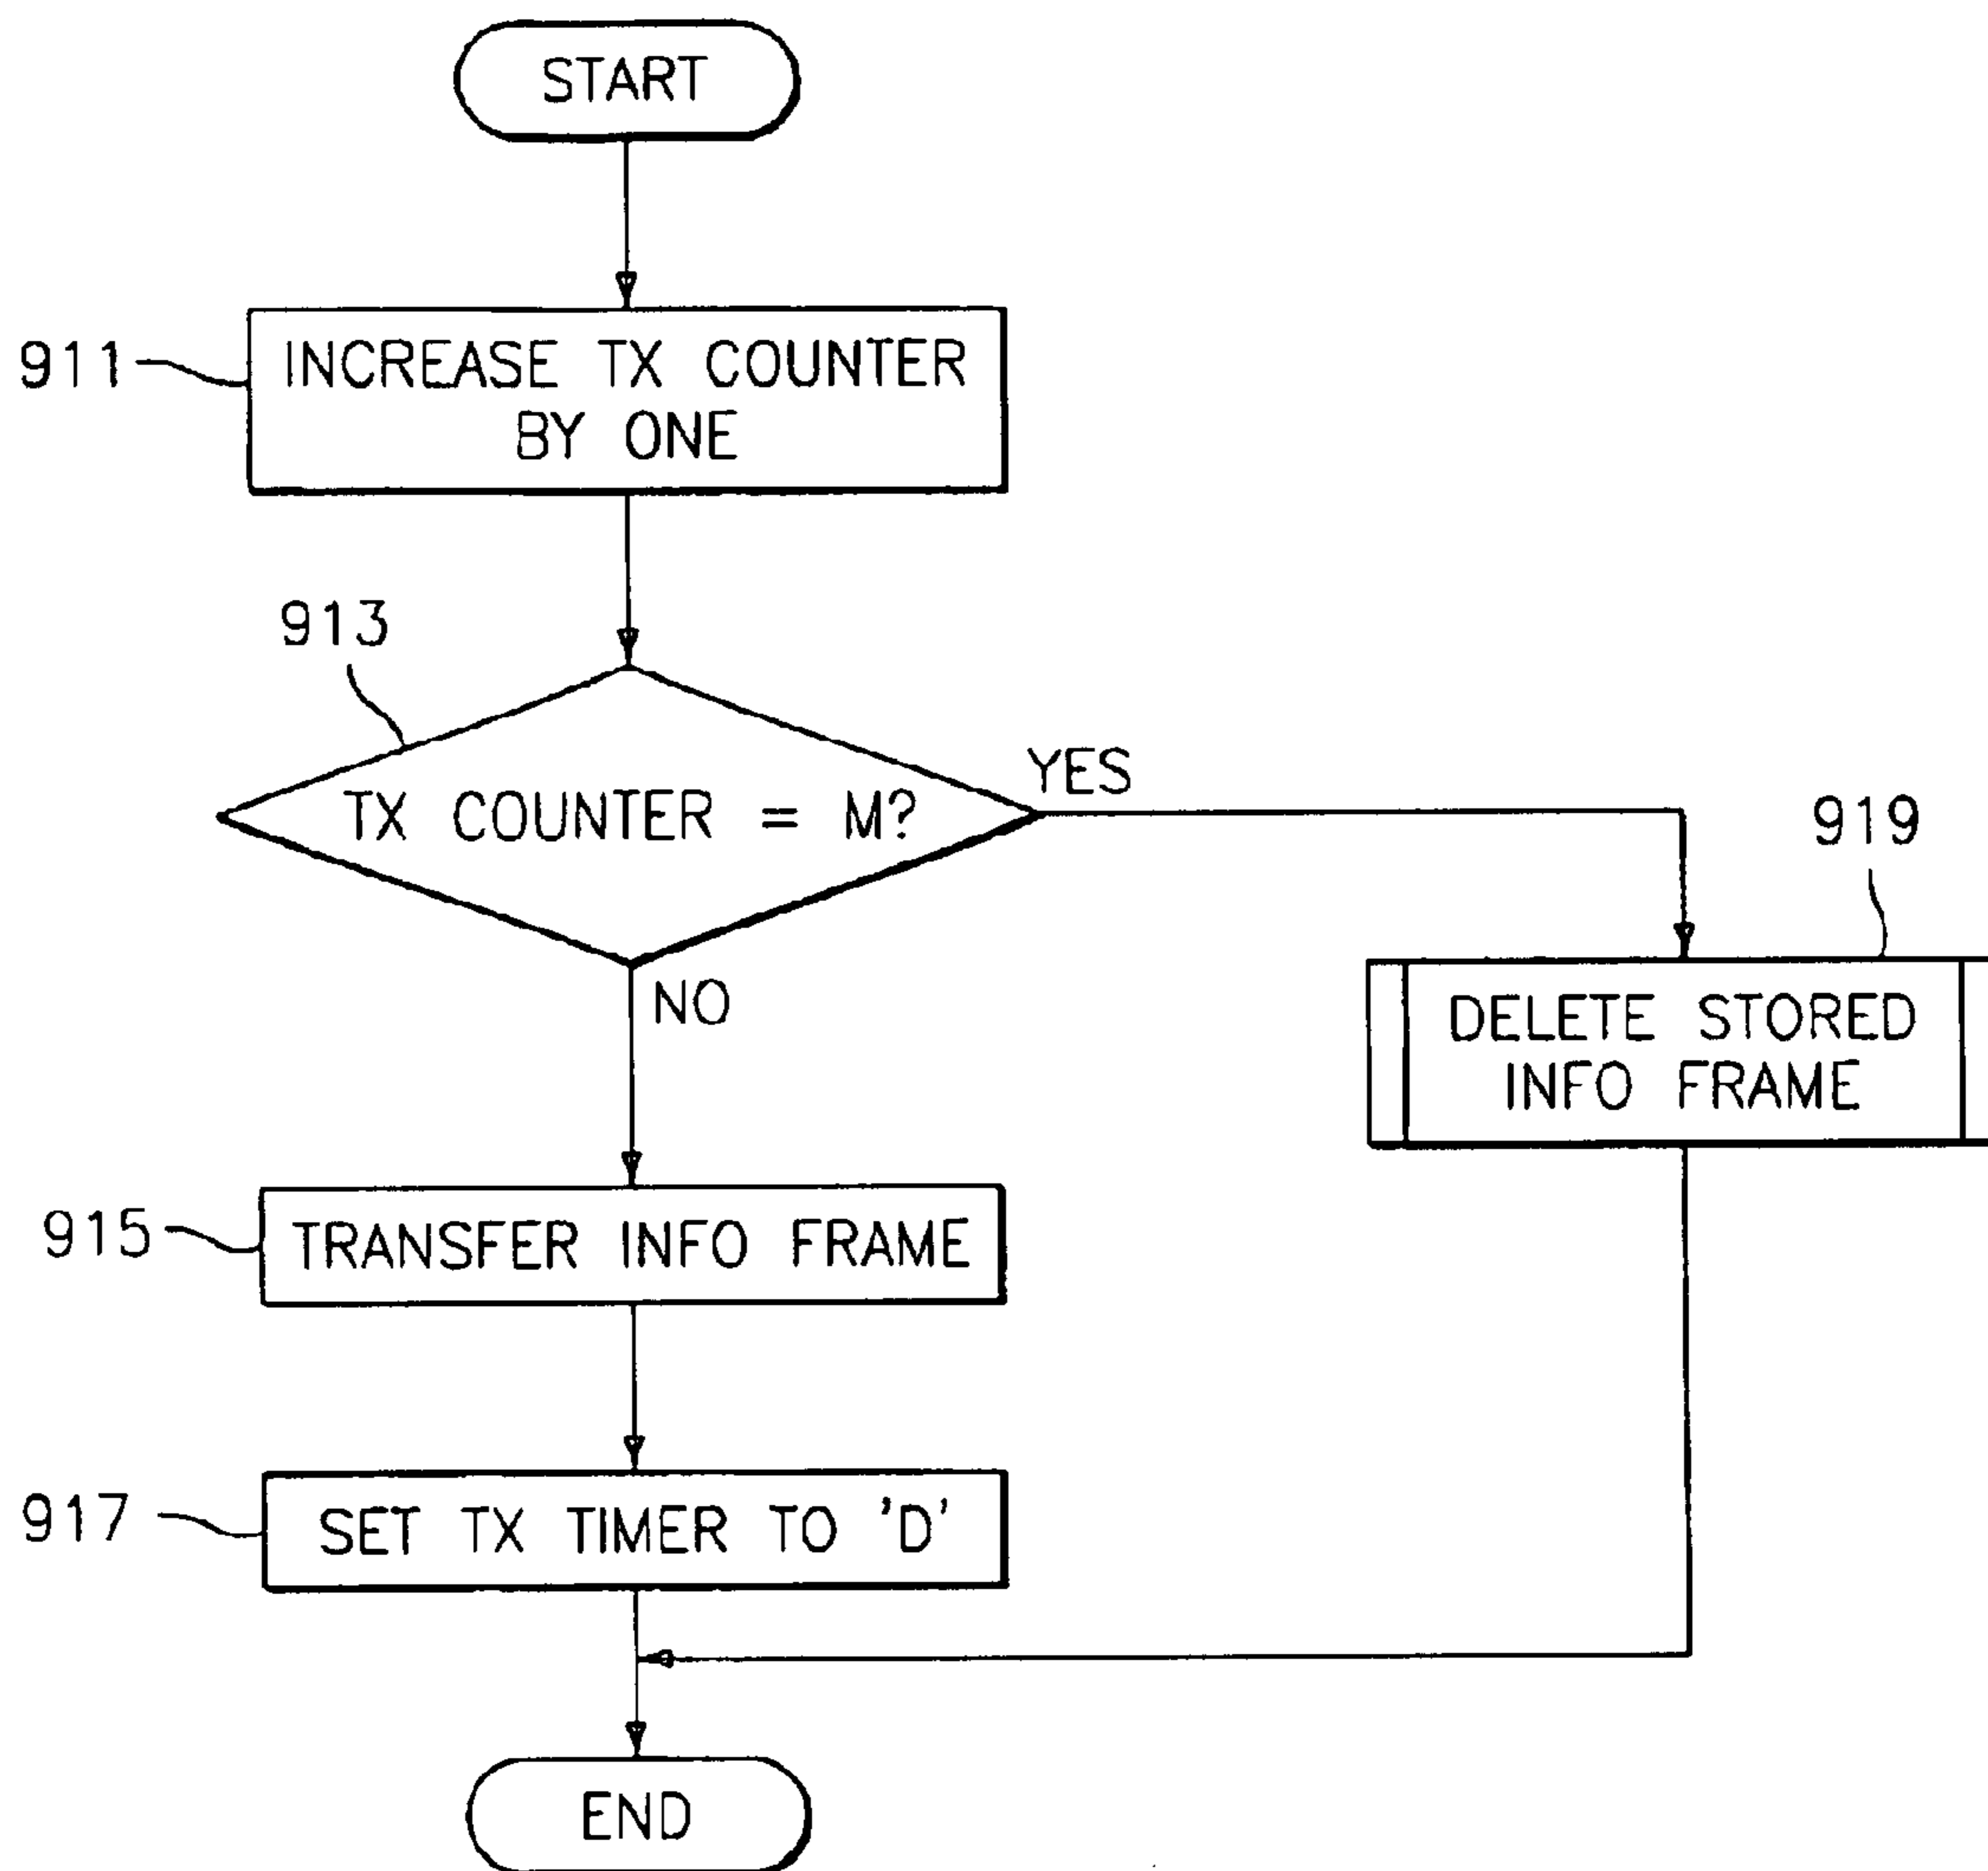 START
911
INCREASE TX COUNTER
BY ONE
913
TX COUNTER = M?
YES
NO
919
DELETE STORED
INFO FRAME
915
TRANSFER INFO FRAME
917
SET TX TIMER TO 'D'
END